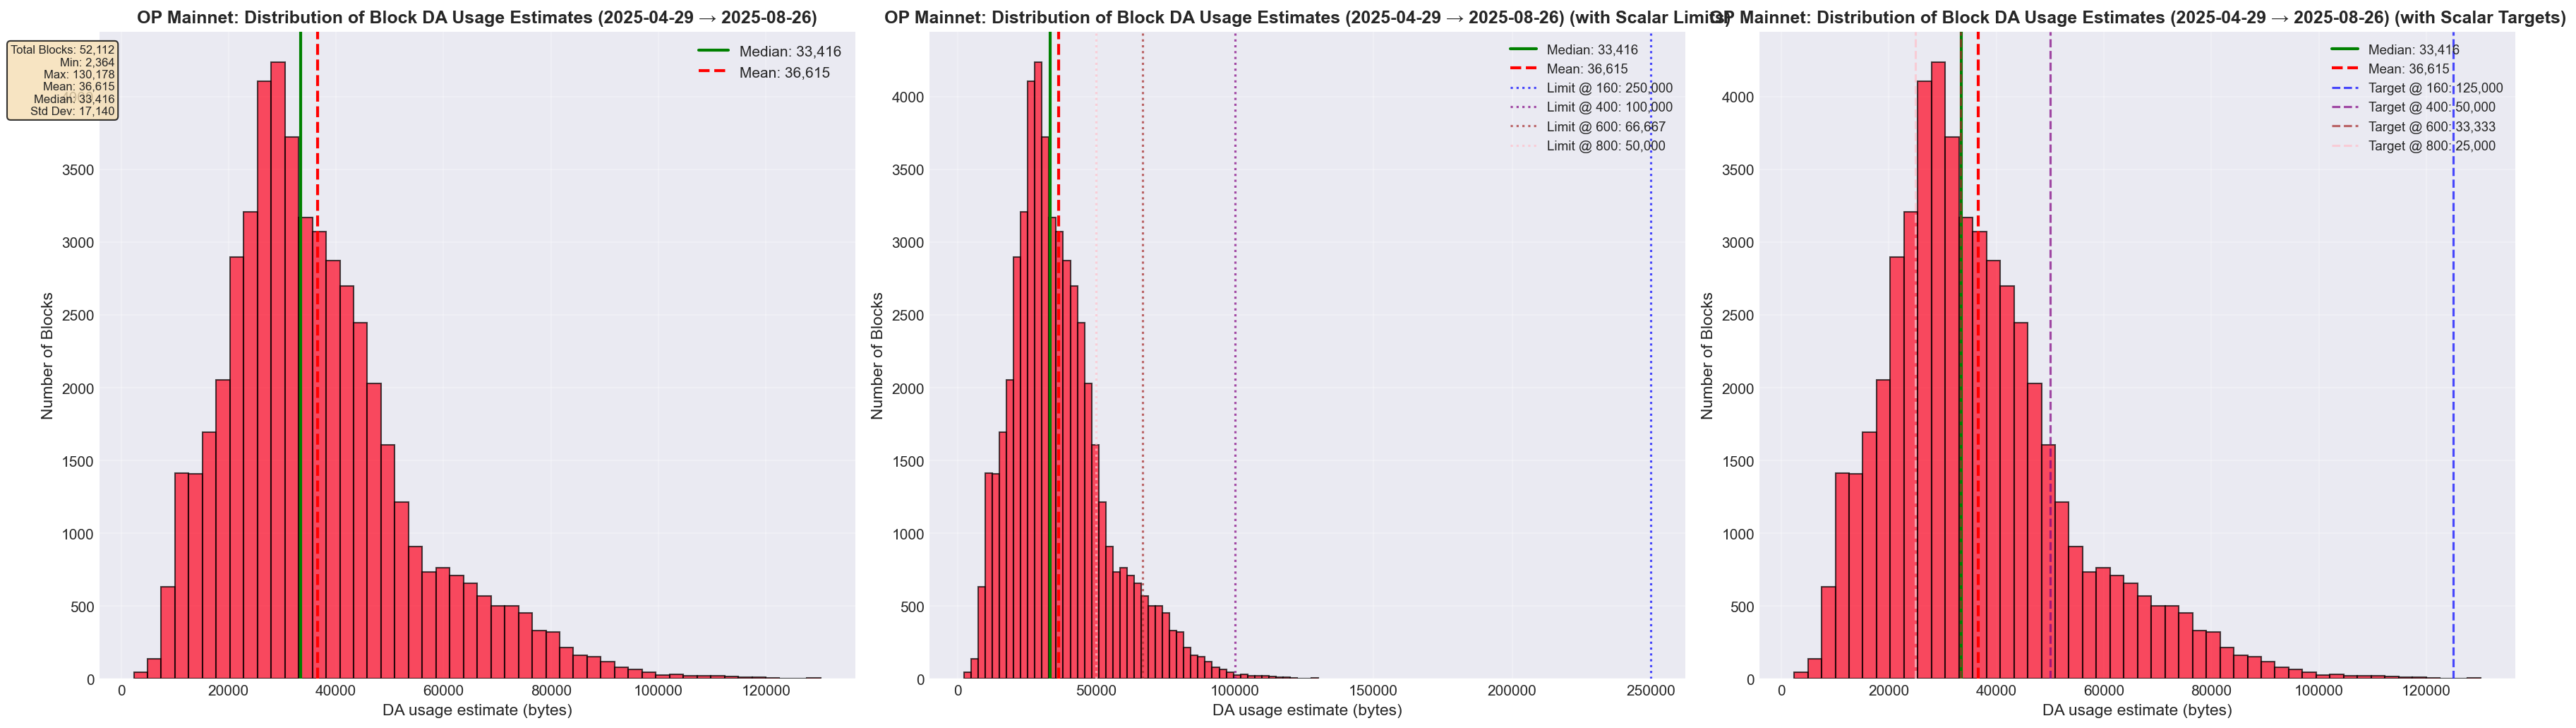 OP Mainnet: Distribution of Block DA Usage Estimates (2025-04-29 → 2025-08-26)
Total Blocks: 52,112
Min: 2,364
Max: 130,178
Mean: 36,615
Median: 33,416
Std Dev: 17,140
Median: 33,416
Mean: 36,615
4000
3500
3000
2500
2000
1500
1000
500
0
Number of Blocks
0 20000 40000 60000 80000 100000 120000
DA usage estimate (bytes)
OP Mainnet: Distribution of Block DA Usage Estimates (2025-04-29 → 2025-08-26) (with Scalar Limits)
Median: 33,416
Mean: 36,615
Limit @ 160: 250,000
Limit @ 400: 100,000
Limit @ 600: 66,667
Limit @ 800: 50,000
4000
3500
3000
2500
2000
1500
1000
500
0
Number of Blocks
0 50000 100000 150000 200000 250000
DA usage estimate (bytes)
OP Mainnet: Distribution of Block DA Usage Estimates (2025-04-29 → 2025-08-26) (with Scalar Targets)
Median: 33,416
Mean: 36,615
Target @ 160: 125,000
Target @ 400: 50,000
Target @ 600: 33,333
Target @ 800: 25,000
4000
3500
3000
2500
2000
1500
1000
500
0
Number of Blocks
0 20000 40000 60000 80000 100000 120000
DA usage estimate (bytes)